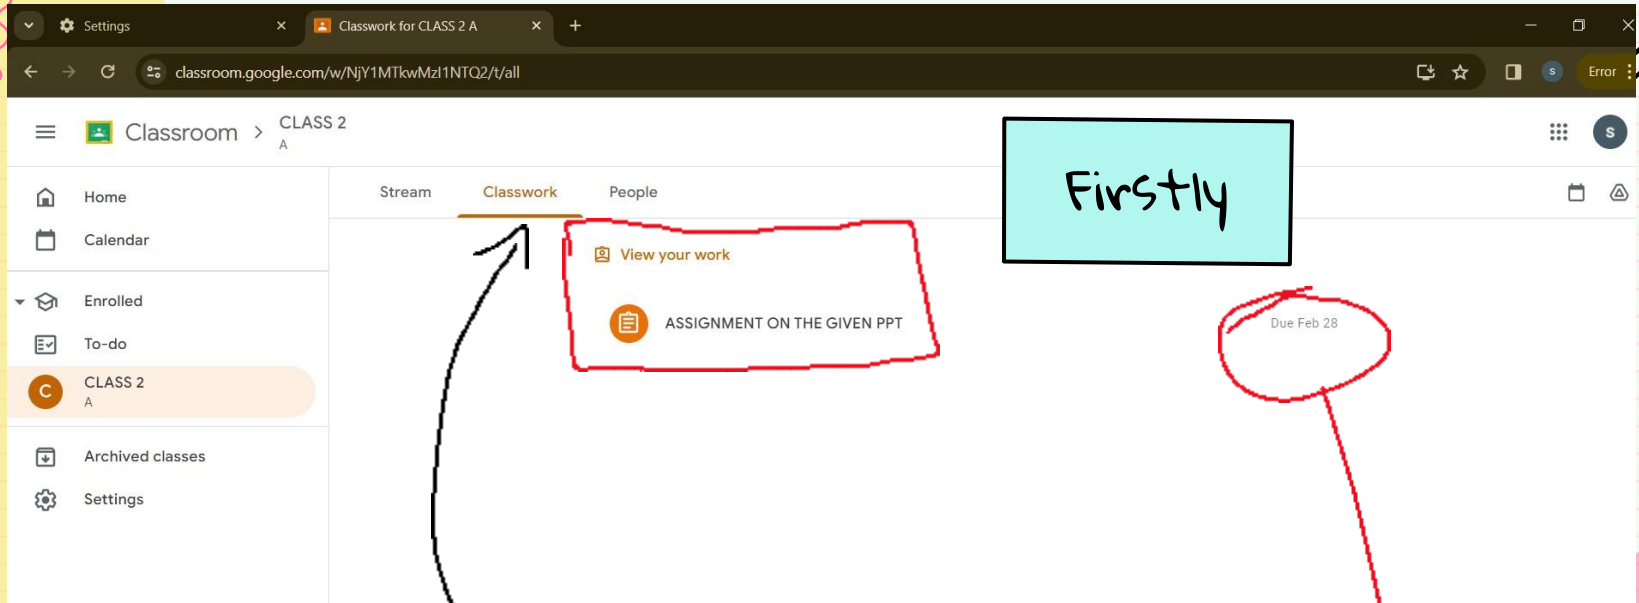 Settings
Classwork for CLASS 2 A
classroom.google.com/w/NjY1MTkwMzI1NTQ2/t/all
S
Error
Classroom > CLASS 2
A
S
Firstly
Home
Stream Classwork People
Calendar
View your work
Enrolled
ASSIGNMENT ON THE GIVEN PPT Due Feb 28
To-do
C CLASS 2
A
Archived classes
Settings